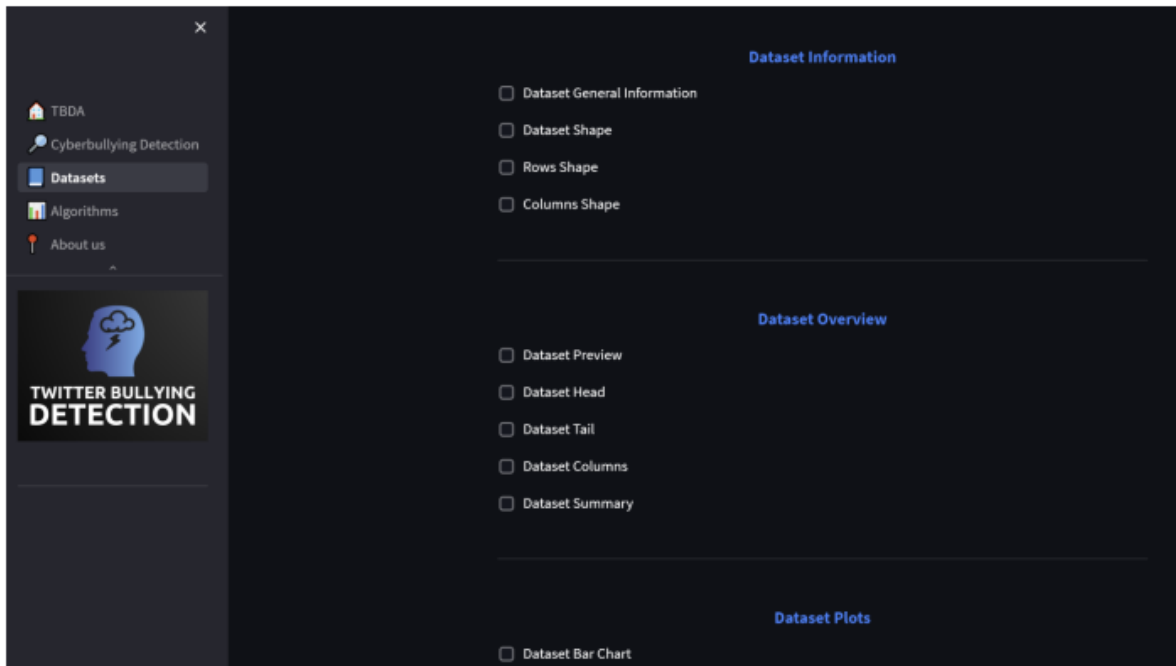 TBDA
Cyberbullying Detection
Datasets
Algorithms
About us
TWITTER BULLYING
DETECTION
Dataset Information
Dataset General Information
Dataset Shape
Rows Shape
Columns Shape
Dataset Overview
Dataset Preview
Dataset Head
Dataset Tail
Dataset Columns
Dataset Summary
Dataset Plots
Dataset Bar Chart